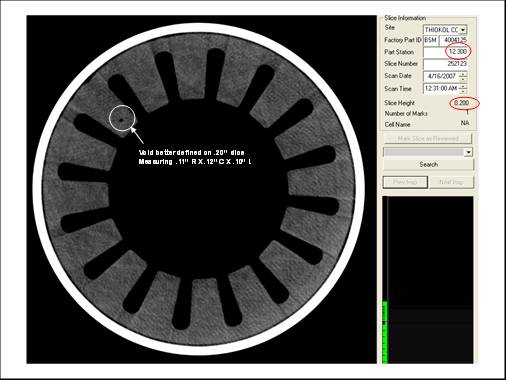 Slice Information
Site THIOKOL CC
Factory Part ID BSM 4004125
Part Station 12.300
Slice Number 252123
Scan Date 4/16/2007
Scan Time 12:31:00 AM
Slice Height 0.200
Number of Marks 1
Cell Name NA
Mark Slice as Reviewed
Search
Prev Insp Next Insp
Void better defined on .20" slice
Measuring .11" R X .12" C X .10" L